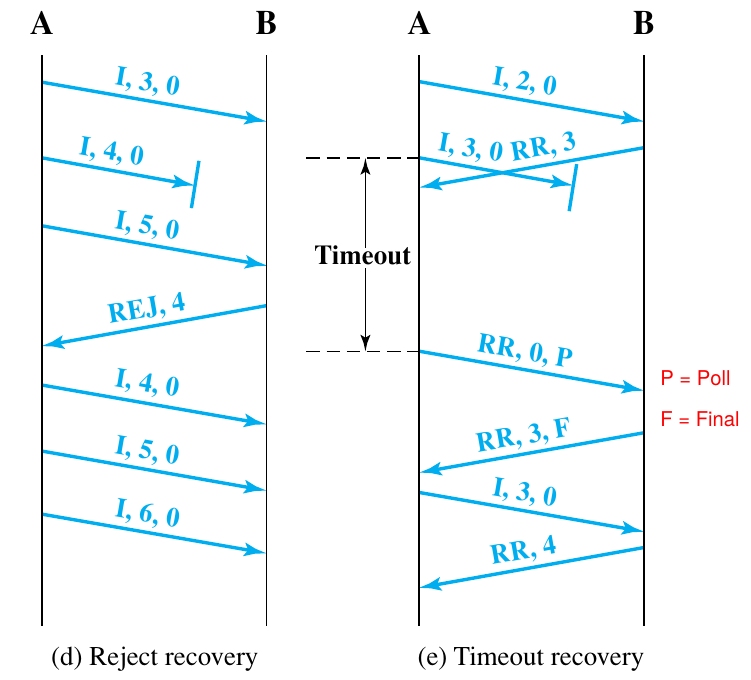 A
B
I, 3, 0
I, 4, 0
I, 5, 0
REJ, 4
I, 4, 0
I, 5, 0
I, 6, 0
(d) Reject recovery
A
B
I, 2, 0
I, 3, 0 RR, 3
Timeout
RR, 0, P
P = Poll
F = Final
RR, 3, F
I, 3, 0
RR, 4
(e) Timeout recovery